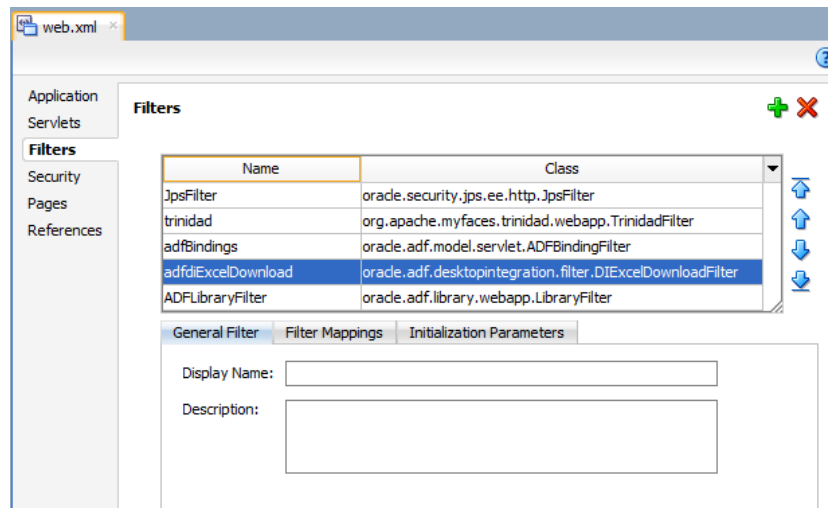 web.xml
Application
Servlets
Filters
Security
Pages
References
Filters
Name Class
JpsFilter oracle.security.jps.ee.http.JpsFilter
trinidad org.apache.myfaces.trinidad.webapp.TrinidadFilter
adfBindings oracle.adf.model.servlet.ADFBindingFilter
adfdiExcelDownload oracle.adf.desktopintegration.filter.DIExcelDownloadFilter
ADFLibraryFilter oracle.adf.library.webapp.LibraryFilter
General Filter Filter Mappings Initialization Parameters
Display Name:
Description: